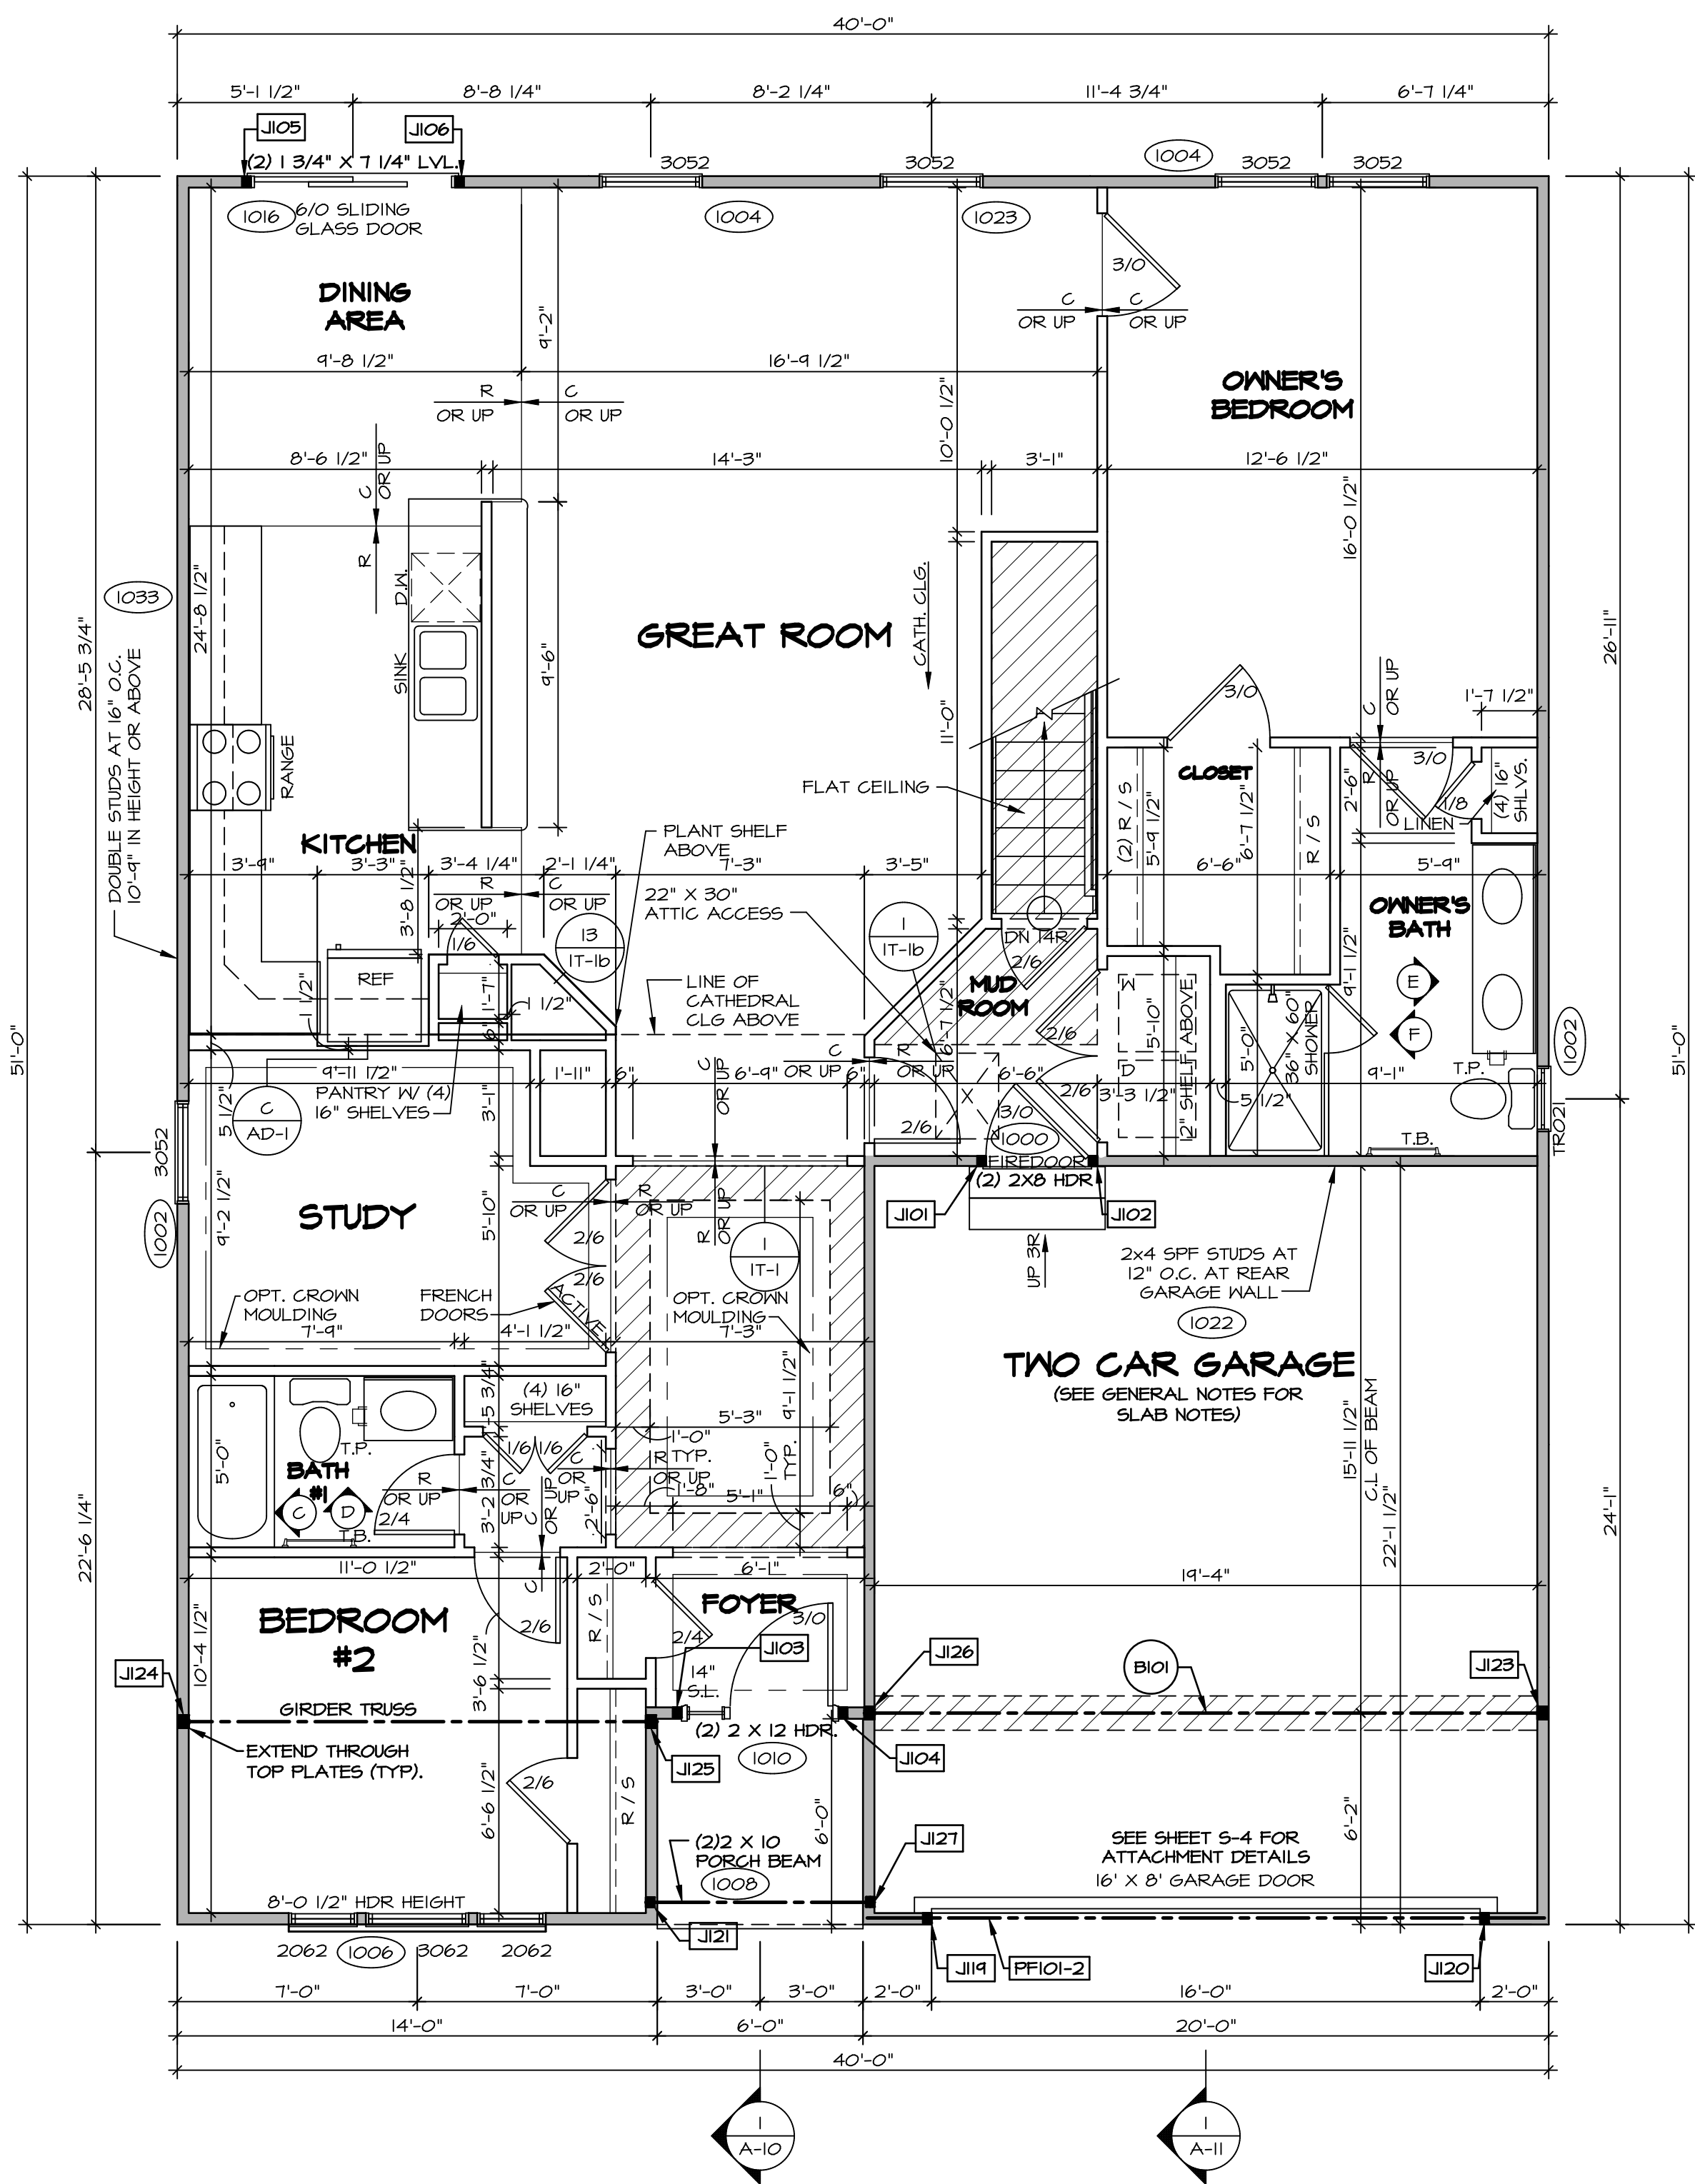 40'-0"
5'-1 1/2"
8'-8 1/4"
8'-2 1/4"
11'-4 3/4"
6'-7 1/4"
J105
J106
(2) 1 3/4" X 7 1/4" LVL.
3052
3052
1004
3052
3052
1016
6/0 SLIDING
GLASS DOOR
1004
1023
3/0
DINING
AREA
C
OR UP
C
OR UP
9'-2"
9'-8 1/2"
16'-9 1/2"
OWNER'S
BEDROOM
R
OR UP
C
OR UP
10'-0 1/2"
8'-6 1/2"
C
OR UP
R
14'-3"
3'-1"
12'-6 1/2"
16'-0 1/2"
1033
DOUBLE STUDS AT 16" O.C.
10'-9" IN HEIGHT OR ABOVE
28'-5 3/4"
51'-0"
24'-8 1/2"
D.W.
SINK
9'-6"
GREAT ROOM
CATH. CLG.
11'-0"
26'-11"
51'-0"
RANGE
FLAT CEILING
3/0
C
OR UP
R
OR UP
1'-7 1/2"
3/0
CLOSET
(2) R / S
5'-9 1/2"
6'-7 1/2"
R / S
2'-6"
1/8
LINEN
(4) 16"
SHLVS.
KITCHEN
PLANT SHELF
ABOVE
3'-9"
3'-3"
3'-4 1/4"
2'-1 1/4"
7'-3"
3'-5"
6'-6"
5'-9"
3'-8 1/2"
R
OR UP
C
OR UP
2'-0"
1/6
22" X 30"
ATTIC ACCESS
13
1T-1b
1
1T-1b
DN 14R
2/6
OWNER'S
BATH
9'-1 1/2"
E
F
REF
1 1/2"
1'-7"
1 1/2"
LINE OF
CATHEDRAL
CLG ABOVE
MUD
ROOM
6'-7 1/2"
2/6
W
D
5'-10"
12" SHELF ABOVE
5'-0"
36" X 60"
SHOWER
1002
C
OR UP
R
OR UP
C
OR UP
9'-11 1/2"
1'-11"
6"
6'-9"
6"
6'-6"
3'-3 1/2"
5 1/2"
9'-1"
T.P.
PANTRY W/ (4)
16" SHELVES
3'-1"
5 1/2"
C
AD-1
2/6
3/0
2/6
1000
FIREDOOR
(2) 2X8 HDR
T.B.
TR021
3052
1002
9'-2 1/2"
STUDY
5'-10"
C
OR UP
R
OR UP
R
OR UP
J101
J102
UP 3R
2/6
2/6
ACTIVE
1
1T-1
2x4 SPF STUDS AT
12" O.C. AT REAR
GARAGE WALL
1022
OPT. CROWN
MOULDING
FRENCH
DOORS
OPT. CROWN
MOULDING
7'-9"
4'-1 1/2"
7'-3"
TWO CAR GARAGE
(SEE GENERAL NOTES FOR
SLAB NOTES)
9'-1 1/2"
15'-11 1/2"
C.L OF BEAM
22'-1 1/2"
24'-1"
22'-6 1/4"
(4) 16"
SHELVES
5'-3"
1'-0"
TYP.
1'-0"
TYP.
T.P.
5'-0"
BATH
#1
C
D
T.B.
1/6
1/6
R
OR UP
C
OR UP
C
OR UP
R
OR UP
C
OR UP
C
2/4
3'-2 3/4"
2'-6"
1'-8"
5'-1"
6"
11'-0 1/2"
2'-0"
6'-1"
19'-4"
10'-4 1/2"
BEDROOM
#2
2/6
R / S
FOYER
3/0
2/4
14"
S.L.
J103
J126
B101
J123
J124
3'-6 1/2"
GIRDER TRUSS
(2) 2 X 12 HDR.
1010
J104
EXTEND THROUGH
TOP PLATES (TYP).
J125
2/6
R / S
6'-6 1/2"
6'-0"
6'-2"
(2)2 X 10
PORCH BEAM
1008
J127
SEE SHEET S-4 FOR
ATTACHMENT DETAILS
16' X 8' GARAGE DOOR
8'-0 1/2" HDR HEIGHT
2062
1006
3062
2062
J121
J119
PF101-2
J120
7'-0"
7'-0"
3'-0"
3'-0"
2'-0"
16'-0"
2'-0"
14'-0"
6'-0"
20'-0"
40'-0"
1
A-10
1
A-11